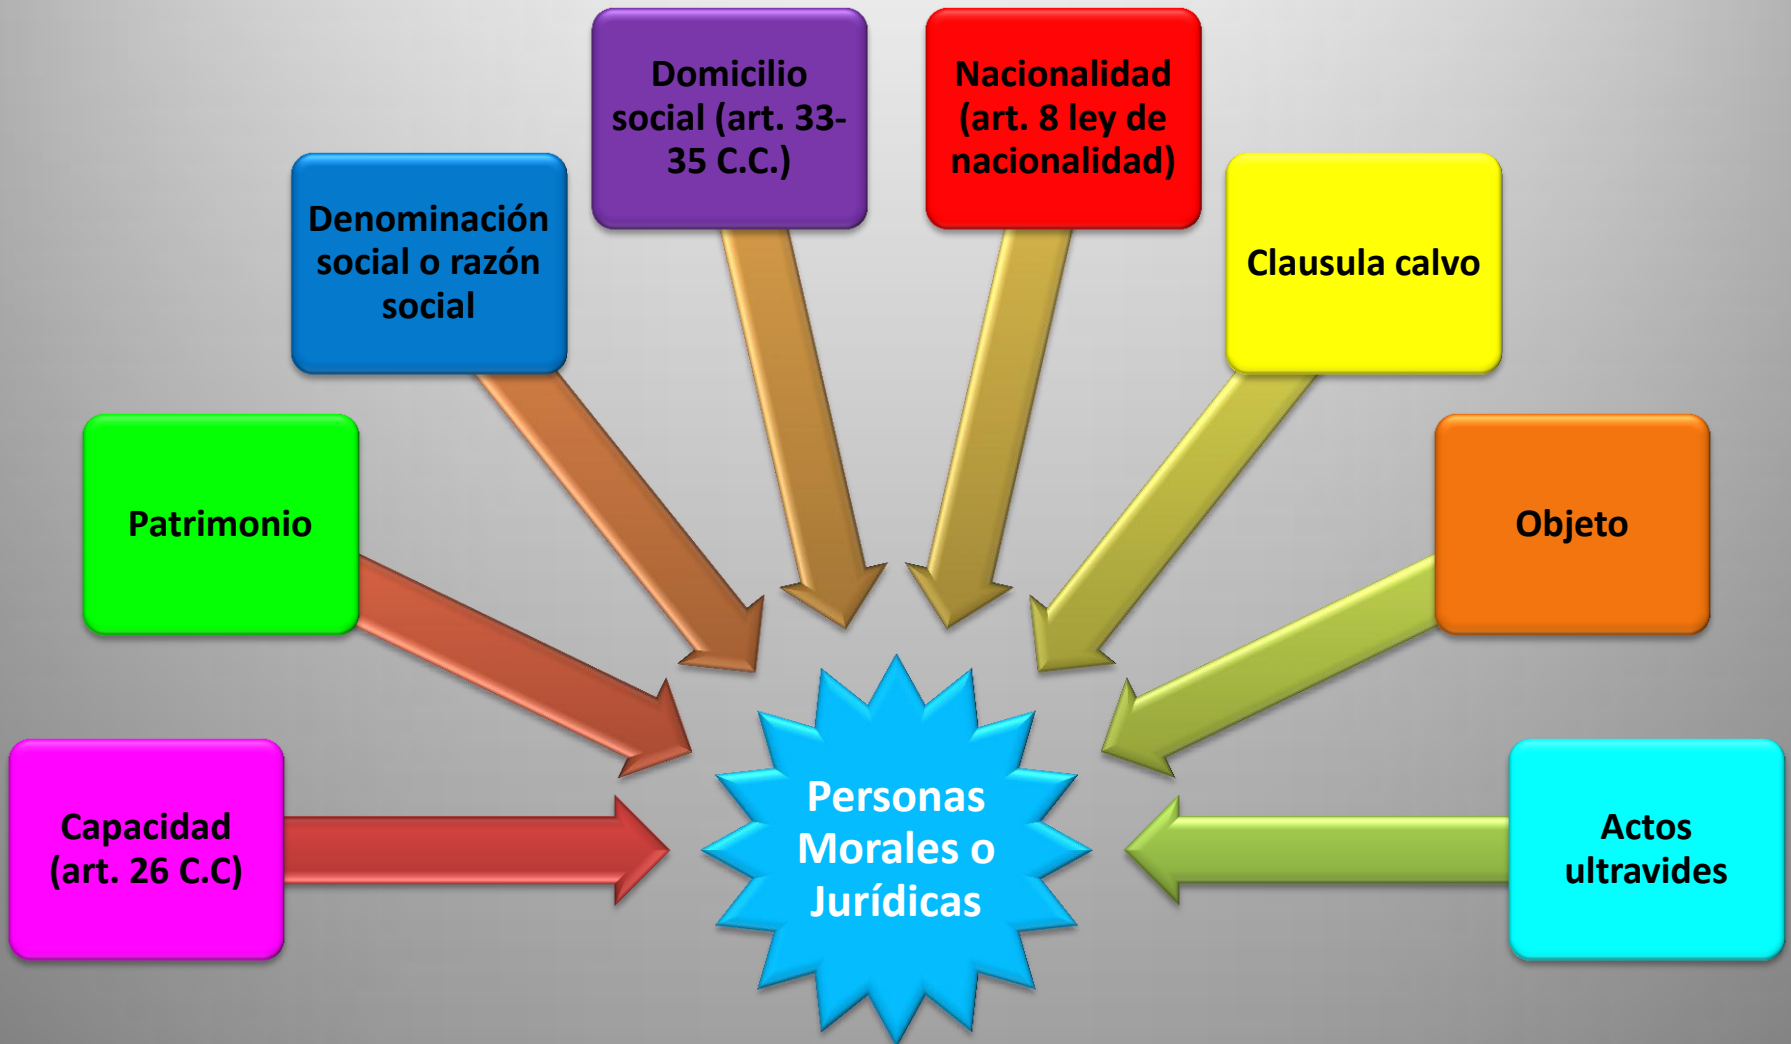 Domicilio
social (art. 33-
35 C.C.)
Nacionalidad
(art. 8 ley de
nacionalidad)
Denominación
social o razón
social
Clausula calvo
Patrimonio
Objeto
Capacidad
(art. 26 C.C)
Personas
Morales o
Jurídicas
Actos
ultravides